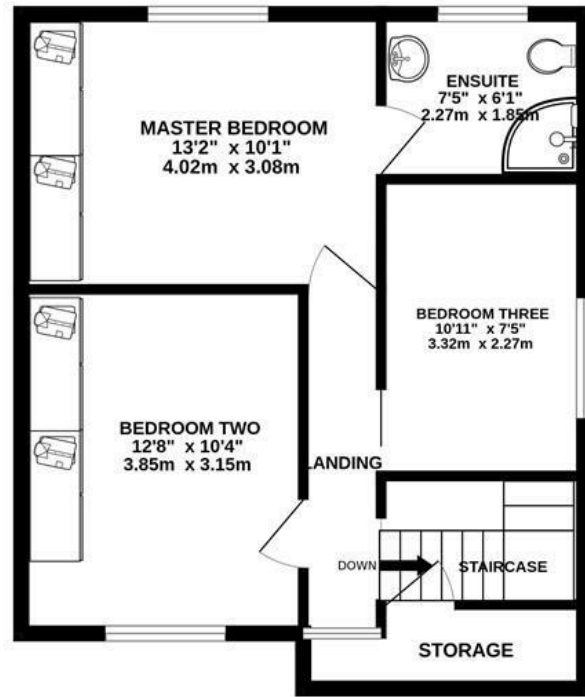 MASTER BEDROOM
13'2" x 10'1"
4.02m x 3.08m
ENSUITE
7'5" x 6'1"
2.27m x 1.85m
BEDROOM THREE
10'11" x 7'5"
3.32m x 2.27m
BEDROOM TWO
12'8" x 10'4"
3.85m x 3.15m
LANDING
DOWN
STAIRCASE
STORAGE